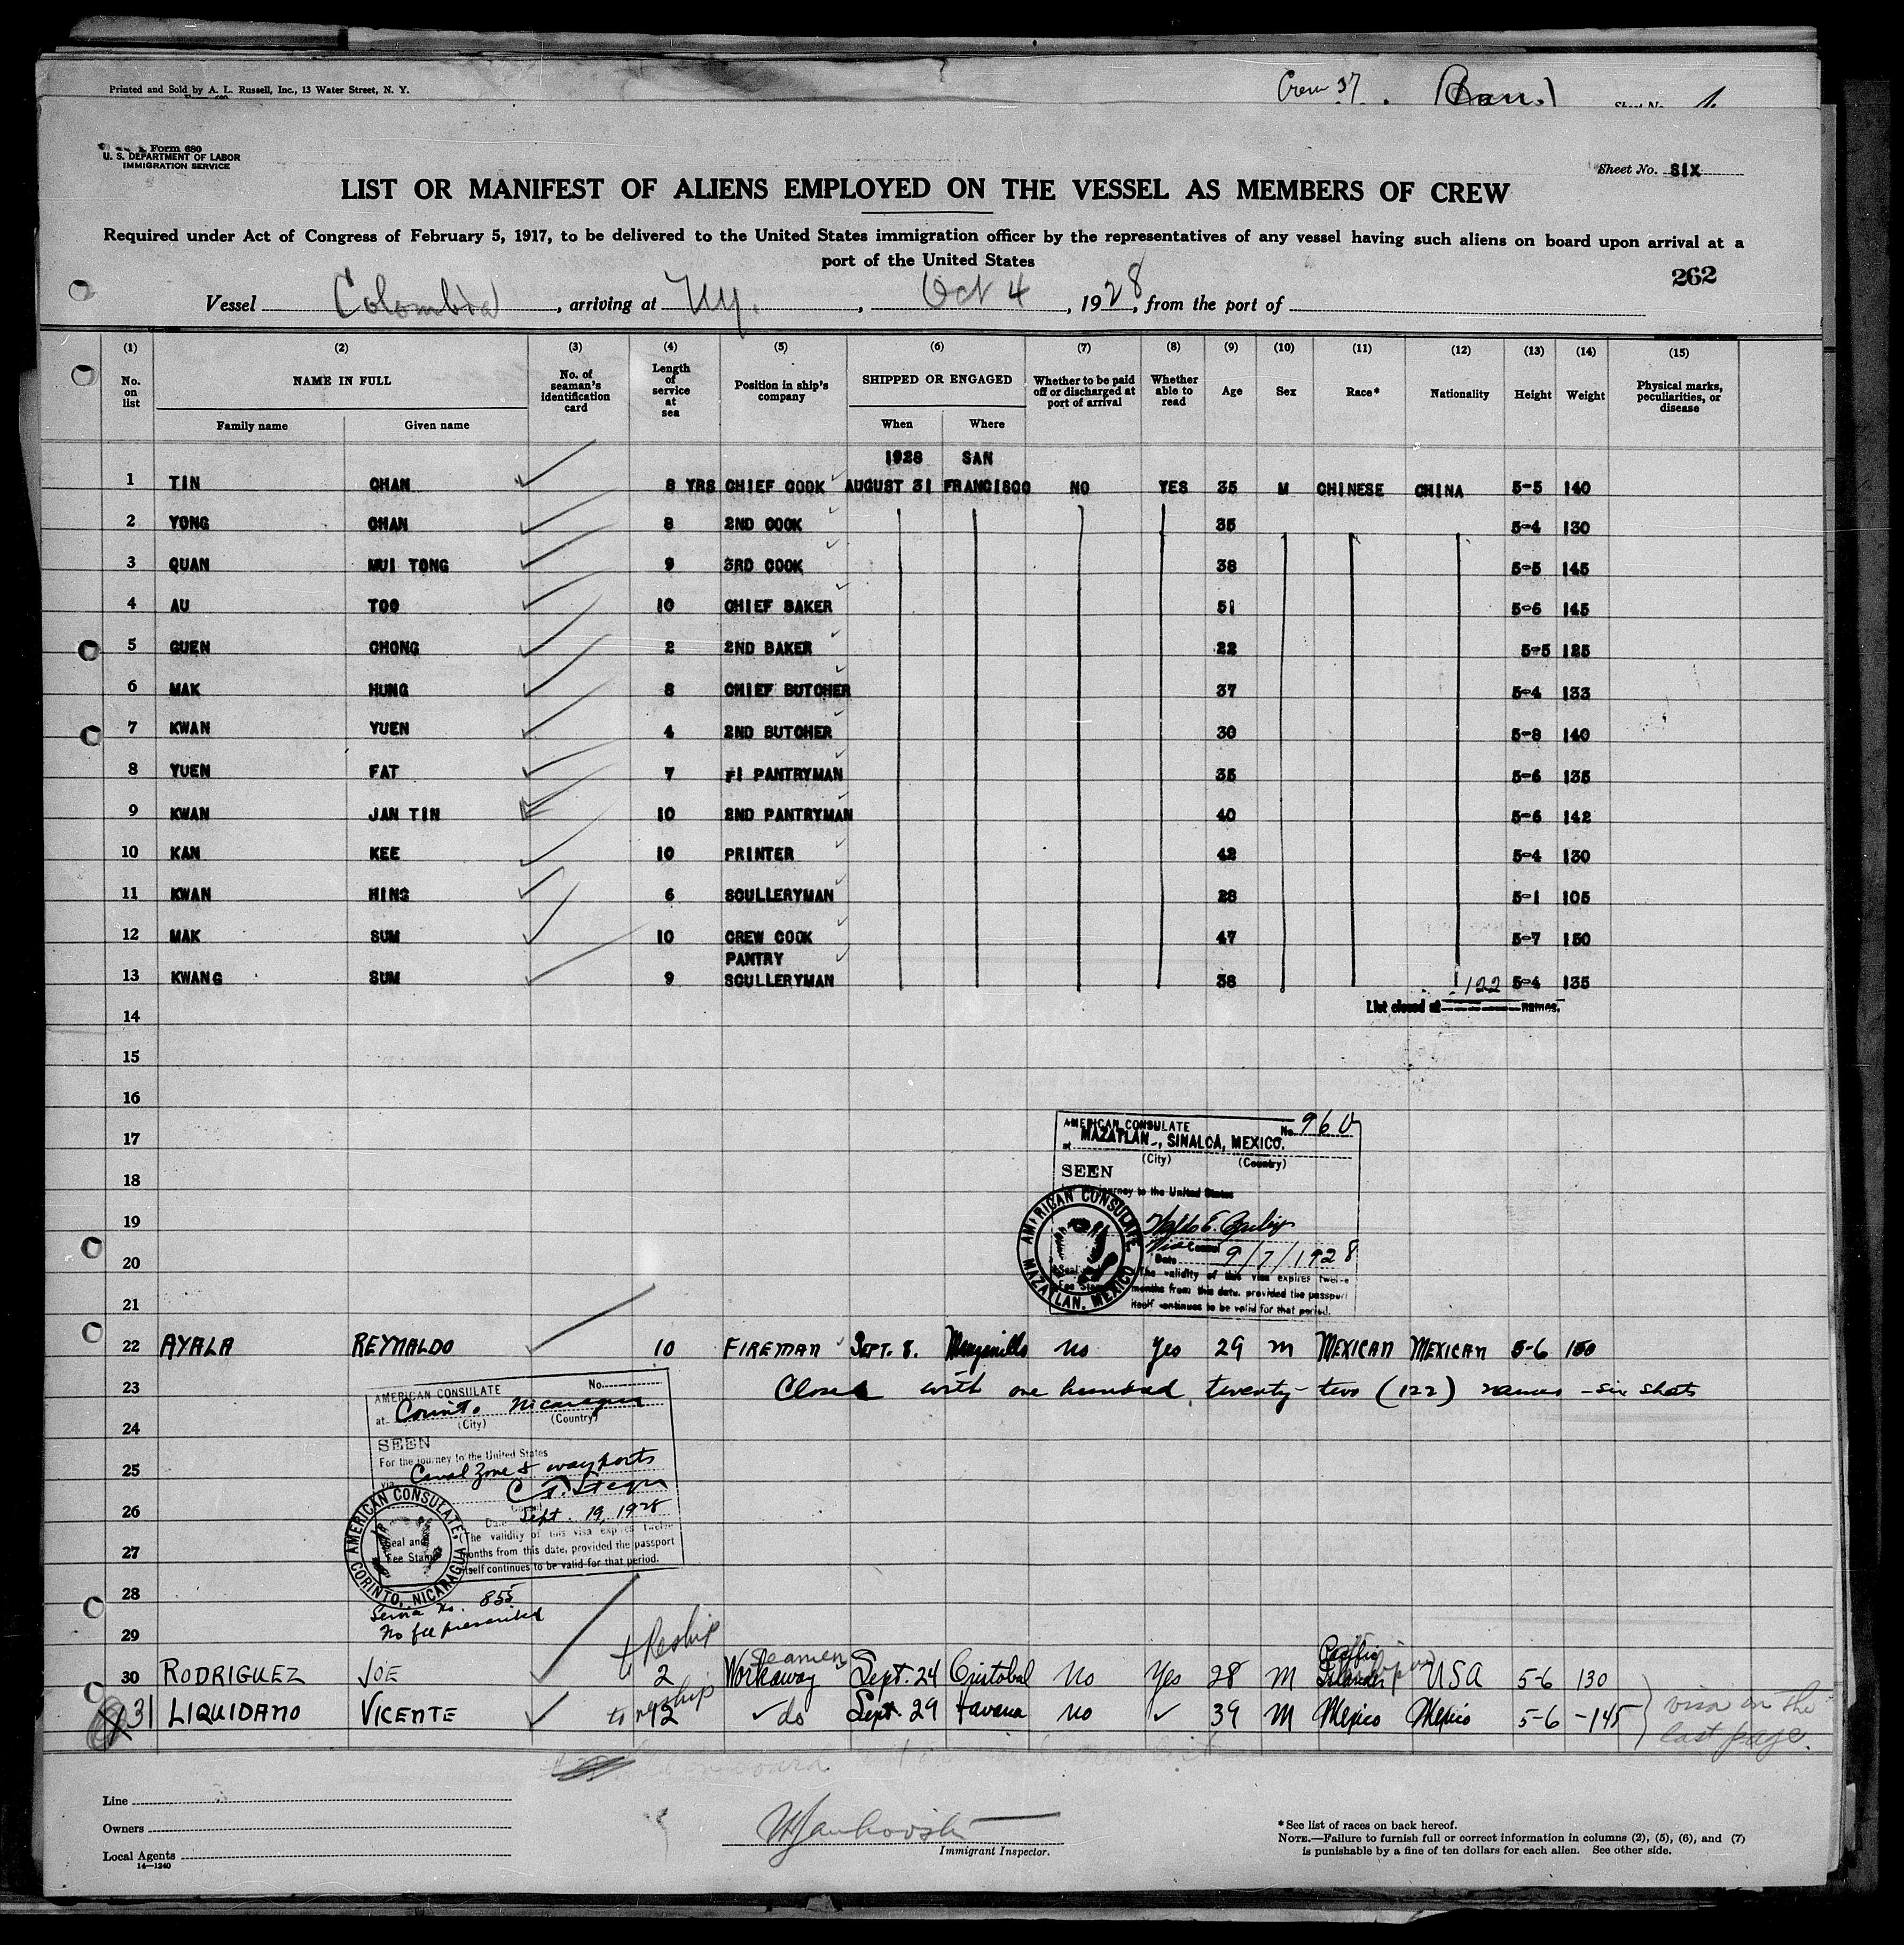 Printed and Sold by A. L. Russell, Inc., 13 Water Street, N. Y.
Crew 37
Form 680
U. S. DEPARTMENT OF LABOR
IMMIGRATION SERVICE
Sheet No. SIX
LIST OR MANIFEST OF ALIENS EMPLOYED ON THE VESSEL AS MEMBERS OF CREW
Required under Act of Congress of February 5, 1917, to be delivered to the United States immigration officer by the representatives of any vessel having such aliens on board upon arrival at a
port of the United States
262
Vessel Colombia, arriving at N.Y., Oct 4, 1928, from the port of
(1) (2) (3) (4) (5) (6) (7) (8) (9) (10) (11) (12) (13) (14) (15)
No. on list NAME IN FULL No. of seaman's identification card Length of service at sea Position in ship's company SHIPPED OR ENGAGED Whether to be paid off or discharged at port of arrival Whether able to read Age Sex Race* Nationality Height Weight Physical marks, peculiarities, or disease
Family name Given name When Where
1928 SAN
1 TIN CHAN 8 YRS CHIEF COOK AUGUST 31 FRANCISCO NO YES 35 M CHINESE CHINA 5-5 140
2 YONG CHAN 8 2ND COOK 35 5-4 130
3 QUAN MUI TONG 9 3RD COOK 38 5-5 145
4 AU TOO 10 CHIEF BAKER 51 5-6 145
5 GUEN CHONG 2 2ND BAKER 22 5-5 125
6 MAK HUNG 8 CHIEF BUTCHER 37 5-4 133
7 KWAN YUEN 4 2ND BUTCHER 30 5-8 140
8 YUEN FAT 7 #1 PANTRYMAN 35 5-6 135
9 KWAN JAN TIN 10 2ND PANTRYMAN 40 5-6 142
10 KAN KEE 10 PRINTER 42 5-4 130
11 KWAN HING 6 SCULLERYMAN 28 5-1 105
12 MAK SUM 10 CREW COOK 47 5-7 150
PANTRY
13 KWANG SUM 9 SCULLERYMAN 38 5-4 135
List closed at 122 names.
14
15
16
AMERICAN CONSULATE No. 960
17
at MAZATLAN, SINALOA, MEXICO.
(City) (Country)
SEEN
18
journey to the United States
19
AMERICAN CONSULATE, MAZATLAN, MEXICO
Vice Consul
Date 9/7/1928
20
The validity of this visa expires twelve
months from this date, provided the passport
itself continues to be valid for that period.
21
22 AYALA REYNALDO 10 FIREMAN SEPT. 8. Manzanillo No Yes 29 M MEXICAN MEXICAN 5-6 150
23 Closed with one hundred twenty-two (122) names - six sheets
AMERICAN CONSULATE No.
at Corinto, Nicaragua
(City) (Country)
24
SEEN
For the journey to the United States
25
via Canal Zone & way ports
26
Consul
Date Sept. 19, 1928
The validity of this visa expires twelve
27
months from this date, provided the passport
itself continues to be valid for that period.
Seal and Fee Stamp
AMERICAN CONSULATE, CORINTO, NICARAGUA
28
Service No. 855
No fee prescribed
29
to Reship
Seaman
30 RODRIGUEZ JOE 2 Workaway Sept. 24 Cristobal No Yes 28 M Pacific Islander USA 5-6 130
31 LIQUIDANO VICENTE to reship 12 do Sept. 29 Havana No 39 M Mexico Mexico 5-6 -145
visa on the
last page.
Line
Owners
Local Agents
14—1240
Immigrant Inspector.
*See list of races on back hereof.
NOTE.—Failure to furnish full or correct information in columns (2), (5), (6), and (7)
is punishable by a fine of ten dollars for each alien. See other side.